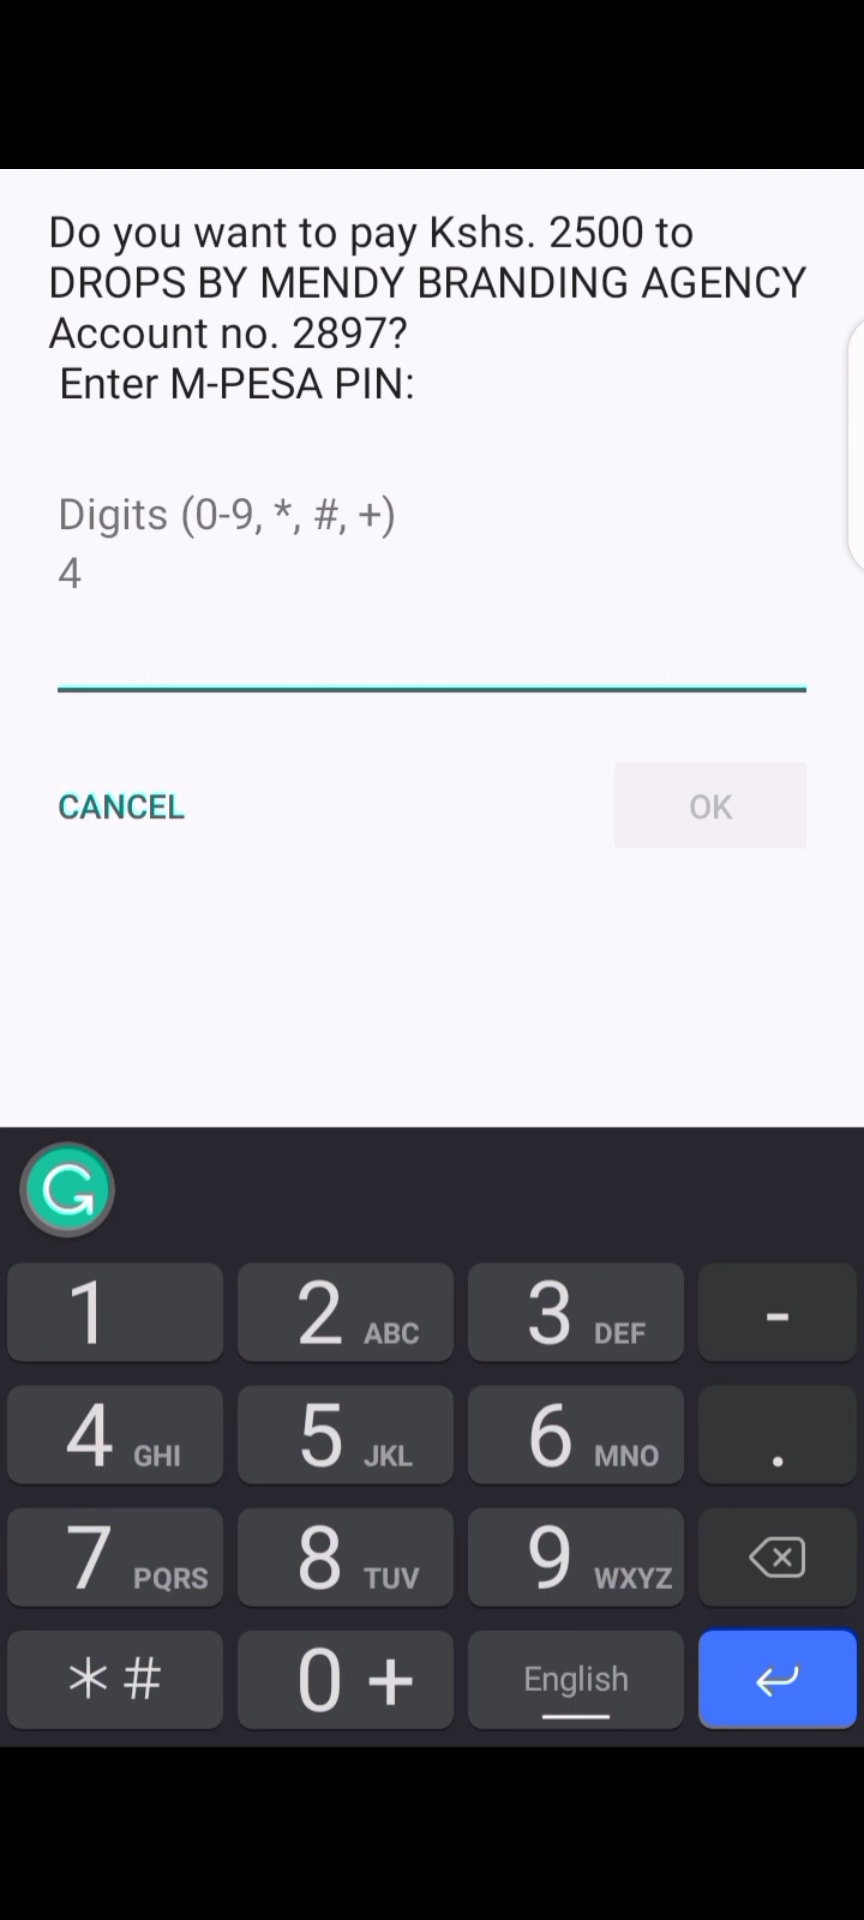 Do you want to pay Kshs. 2500 to
DROPS BY MENDY BRANDING AGENCY
Account no. 2897?
Enter M-PESA PIN:
Digits (0-9, *, #, +)
4
CANCEL OK
G
1 2 ABC 3 DEF -
4 GHI 5 JKL 6 MNO .
7 PQRS 8 TUV 9 WXYZ
* # 0 + English